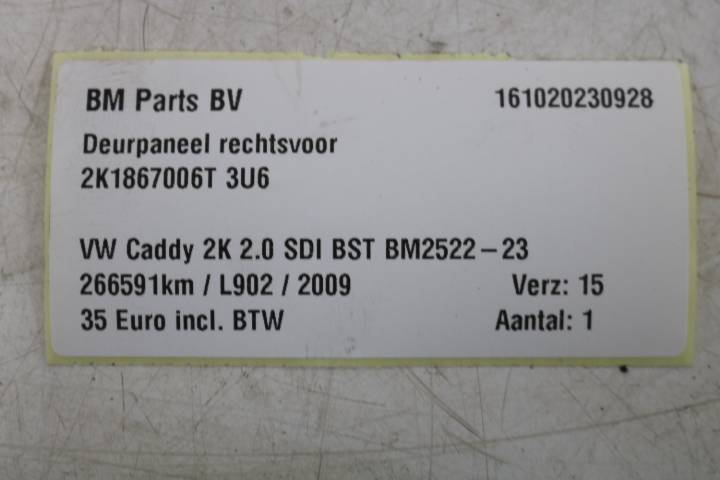 BM Parts BV 161020230928
Deurpaneel rechtsvoor
2K1867006T 3U6
VW Caddy 2K 2.0 SDI BST BM2522-23
266591km / L902 / 2009 Verz: 15
35 Euro incl. BTW Aantal: 1